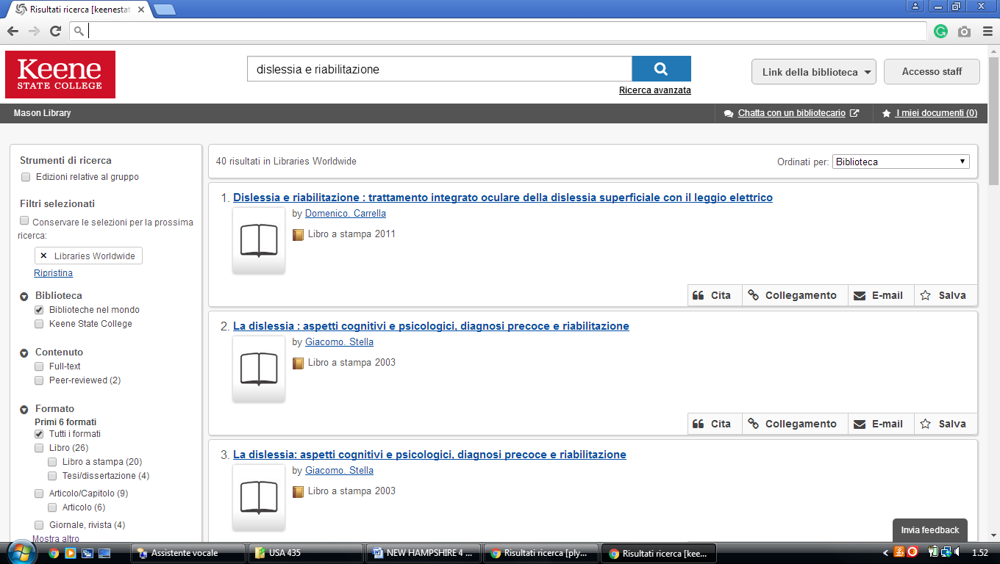 Risultati ricerca [keenestat
Keene
STATE COLLEGE
dislessia e riabilitazione
Ricerca avanzata
Link della biblioteca
Accesso staff
Mason Library
Chatta con un bibliotecario
I miei documenti (0)
Strumenti di ricerca
Edizioni relative al gruppo
Filtri selezionati
Conservare le selezioni per la prossima
ricerca:
Libraries Worldwide
Ripristina
Biblioteca
Biblioteche nel mondo
Keene State College
Contenuto
Full-text
Peer-reviewed (2)
Formato
Primi 6 formati
Tutti i formati
Libro (26)
Libro a stampa (20)
Tesi/dissertazione (4)
Articolo/Capitolo (9)
Articolo (6)
Giornale, rivista (4)
Mostra altro
40 risultati in Libraries Worldwide
Ordinati per: Biblioteca
1. Dislessia e riabilitazione : trattamento integrato oculare della dislessia superficiale con il leggio elettrico
by Domenico. Carrella
Libro a stampa 2011
Cita Collegamento E-mail Salva
2. La dislessia : aspetti cognitivi e psicologici, diagnosi precoce e riabilitazione
by Giacomo. Stella
Libro a stampa 2003
Cita Collegamento E-mail Salva
3. La dislessia: aspetti cognitivi e psicologici, diagnosi precoce e riabilitazione
by Giacomo. Stella
Libro a stampa 2003
Invia feedback
Assistente vocale
USA 435
NEW HAMPSHIRE 4 ...
Risultati ricerca [ply...
Risultati ricerca [kee...
1.52